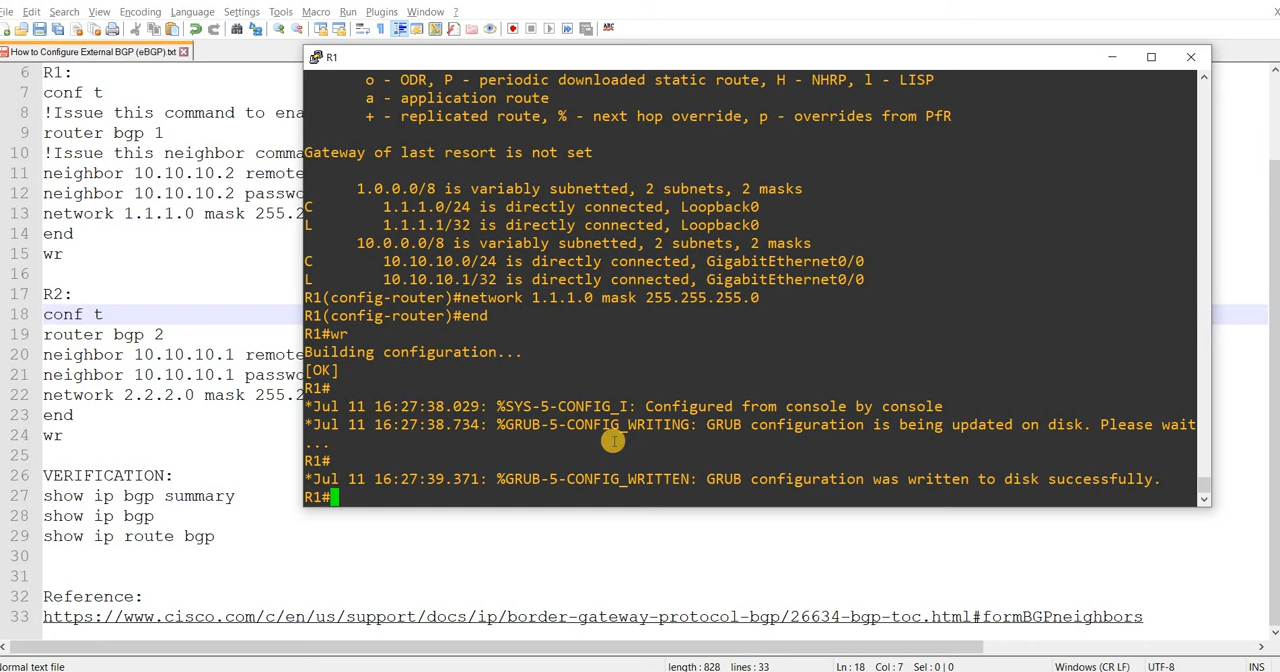 File Edit Search View Encoding Language Settings Tools Macro Run Plugins Window ?
How to Configure External BGP (eBGP).txt
6 R1:
7 conf t
8 !Issue this command to ena
9 router bgp 1
10 !Issue this neighbor comma
11 neighbor 10.10.10.2 remote
12 neighbor 10.10.10.2 passwo
13 network 1.1.1.0 mask 255.2
14 end
15 wr
16
17 R2:
18 conf t
19 router bgp 2
20 neighbor 10.10.10.1 remote
21 neighbor 10.10.10.1 passwo
22 network 2.2.2.0 mask 255.2
23 end
24 wr
25
26 VERIFICATION:
27 show ip bgp summary
28 show ip bgp
29 show ip route bgp
30
31
32 Reference:
33 https://www.cisco.com/c/en/us/support/docs/ip/border-gateway-protocol-bgp/26634-bgp-toc.html#formBGPneighbors
R1
o - ODR, P - periodic downloaded static route, H - NHRP, l - LISP
a - application route
+ - replicated route, % - next hop override, p - overrides from PfR
Gateway of last resort is not set
1.0.0.0/8 is variably subnetted, 2 subnets, 2 masks
C 1.1.1.0/24 is directly connected, Loopback0
L 1.1.1.1/32 is directly connected, Loopback0
10.0.0.0/8 is variably subnetted, 2 subnets, 2 masks
C 10.10.10.0/24 is directly connected, GigabitEthernet0/0
L 10.10.10.1/32 is directly connected, GigabitEthernet0/0
R1(config-router)#network 1.1.1.0 mask 255.255.255.0
R1(config-router)#end
R1#wr
Building configuration...
[OK]
R1#
*Jul 11 16:27:38.029: %SYS-5-CONFIG_I: Configured from console by console
*Jul 11 16:27:38.734: %GRUB-5-CONFIG_WRITING: GRUB configuration is being updated on disk. Please wait
...
R1#
*Jul 11 16:27:39.371: %GRUB-5-CONFIG_WRITTEN: GRUB configuration was written to disk successfully.
R1#
Normal text file length : 828 lines : 33 Ln : 18 Col : 7 Sel : 0 | 0 Windows (CR LF) UTF-8 INS